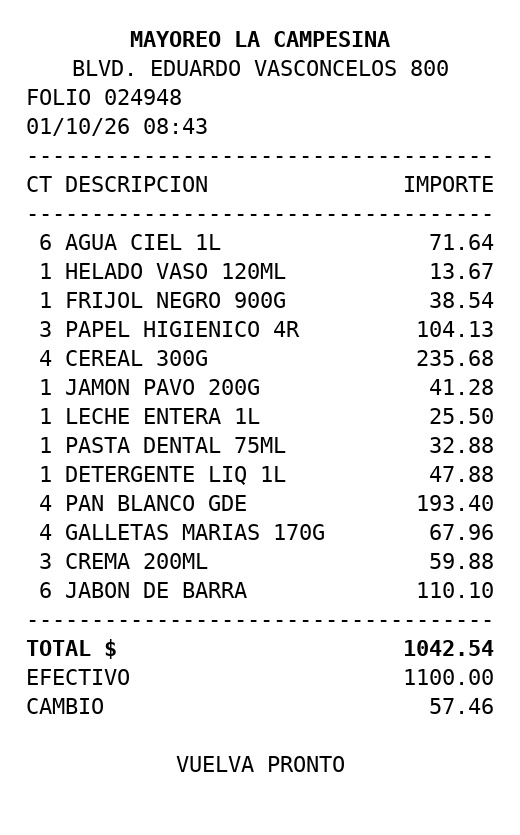 MAYOREO LA CAMPESINA
BLVD. EDUARDO VASCONCELOS 800
FOLIO 024948
01/10/26 08:43
------------------------------------
CT DESCRIPCION               IMPORTE
------------------------------------
 6 AGUA CIEL 1L                71.64
 1 HELADO VASO 120ML           13.67
 1 FRIJOL NEGRO 900G           38.54
 3 PAPEL HIGIENICO 4R         104.13
 4 CEREAL 300G                235.68
 1 JAMON PAVO 200G             41.28
 1 LECHE ENTERA 1L             25.50
 1 PASTA DENTAL 75ML           32.88
 1 DETERGENTE LIQ 1L           47.88
 4 PAN BLANCO GDE             193.40
 4 GALLETAS MARIAS 170G        67.96
 3 CREMA 200ML                 59.88
 6 JABON DE BARRA             110.10
------------------------------------
TOTAL $                      1042.54
EFECTIVO                     1100.00
CAMBIO                         57.46
VUELVA PRONTO